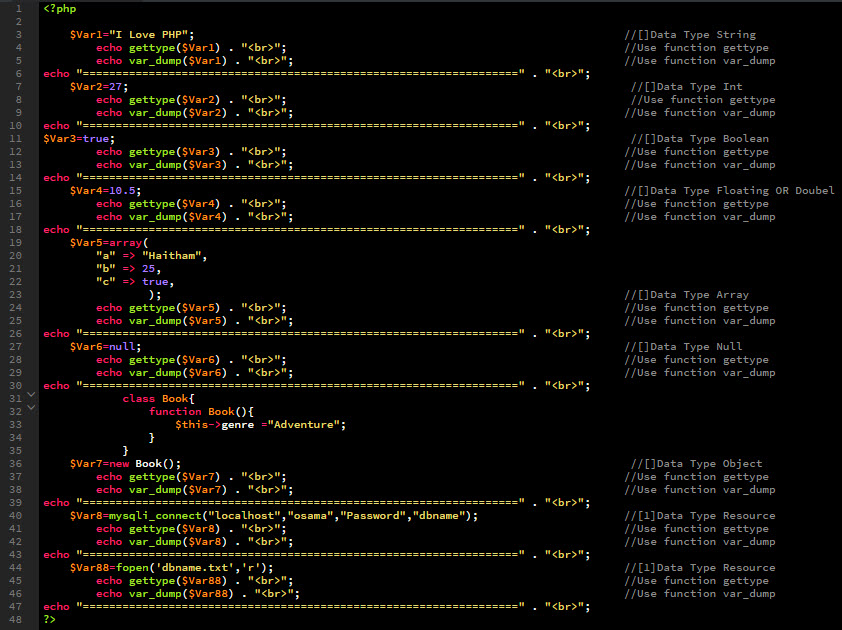 1 <?php
2
3 $Var1="I Love PHP"; //[]Data Type String
4 echo gettype($Var1) . "<br>"; //Use function gettype
5 echo var_dump($Var1) . "<br>"; //Use function var_dump
6 echo "==================================================================" . "<br>";
7 $Var2=27; //[]Data Type Int
8 echo gettype($Var2) . "<br>"; //Use function gettype
9 echo var_dump($Var2) . "<br>"; //Use function var_dump
10 echo "==================================================================" . "<br>";
11 $Var3=true; //[]Data Type Boolean
12 echo gettype($Var3) . "<br>"; //Use function gettype
13 echo var_dump($Var3) . "<br>"; //Use function var_dump
14 echo "==================================================================" . "<br>";
15 $Var4=10.5; //[]Data Type Floating OR Doubel
16 echo gettype($Var4) . "<br>"; //Use function gettype
17 echo var_dump($Var4) . "<br>"; //Use function var_dump
18 echo "==================================================================" . "<br>";
19 $Var5=array(
20 "a" => "Haitham",
21 "b" => 25,
22 "c" => true,
23 ); //[]Data Type Array
24 echo gettype($Var5) . "<br>"; //Use function gettype
25 echo var_dump($Var5) . "<br>"; //Use function var_dump
26 echo "==================================================================" . "<br>";
27 $Var6=null; //[]Data Type Null
28 echo gettype($Var6) . "<br>"; //Use function gettype
29 echo var_dump($Var6) . "<br>"; //Use function var_dump
30 echo "==================================================================" . "<br>";
31 class Book{
32 function Book(){
33 $this->genre ="Adventure";
34 }
35 }
36 $Var7=new Book(); //[]Data Type Object
37 echo gettype($Var7) . "<br>"; //Use function gettype
38 echo var_dump($Var7) . "<br>"; //Use function var_dump
39 echo "==================================================================" . "<br>";
40 $Var8=mysqli_connect("localhost","osama","Password","dbname"); //[1]Data Type Resource
41 echo gettype($Var8) . "<br>"; //Use function gettype
42 echo var_dump($Var8) . "<br>"; //Use function var_dump
43 echo "==================================================================" . "<br>";
44 $Var88=fopen('dbname.txt','r'); //[1]Data Type Resource
45 echo gettype($Var88) . "<br>"; //Use function gettype
46 echo var_dump($Var88) . "<br>"; //Use function var_dump
47 echo "==================================================================" . "<br>";
48 ?>